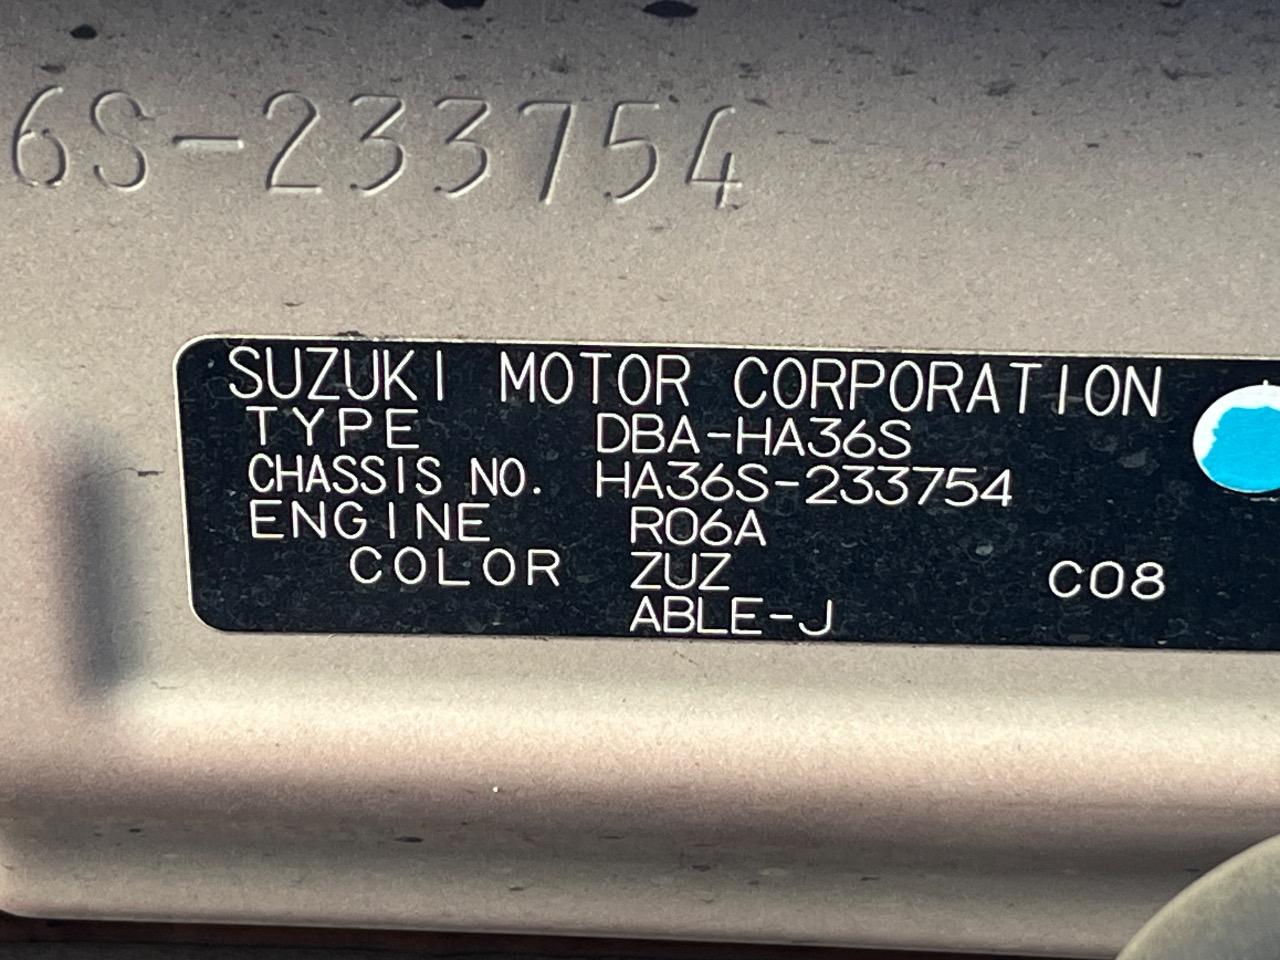 6S-233754
SUZUKI MOTOR CORPORATION
TYPE DBA-HA36S
CHASSIS NO. HA36S-233754
ENGINE R06A
COLOR ZUZ C08
ABLE-J